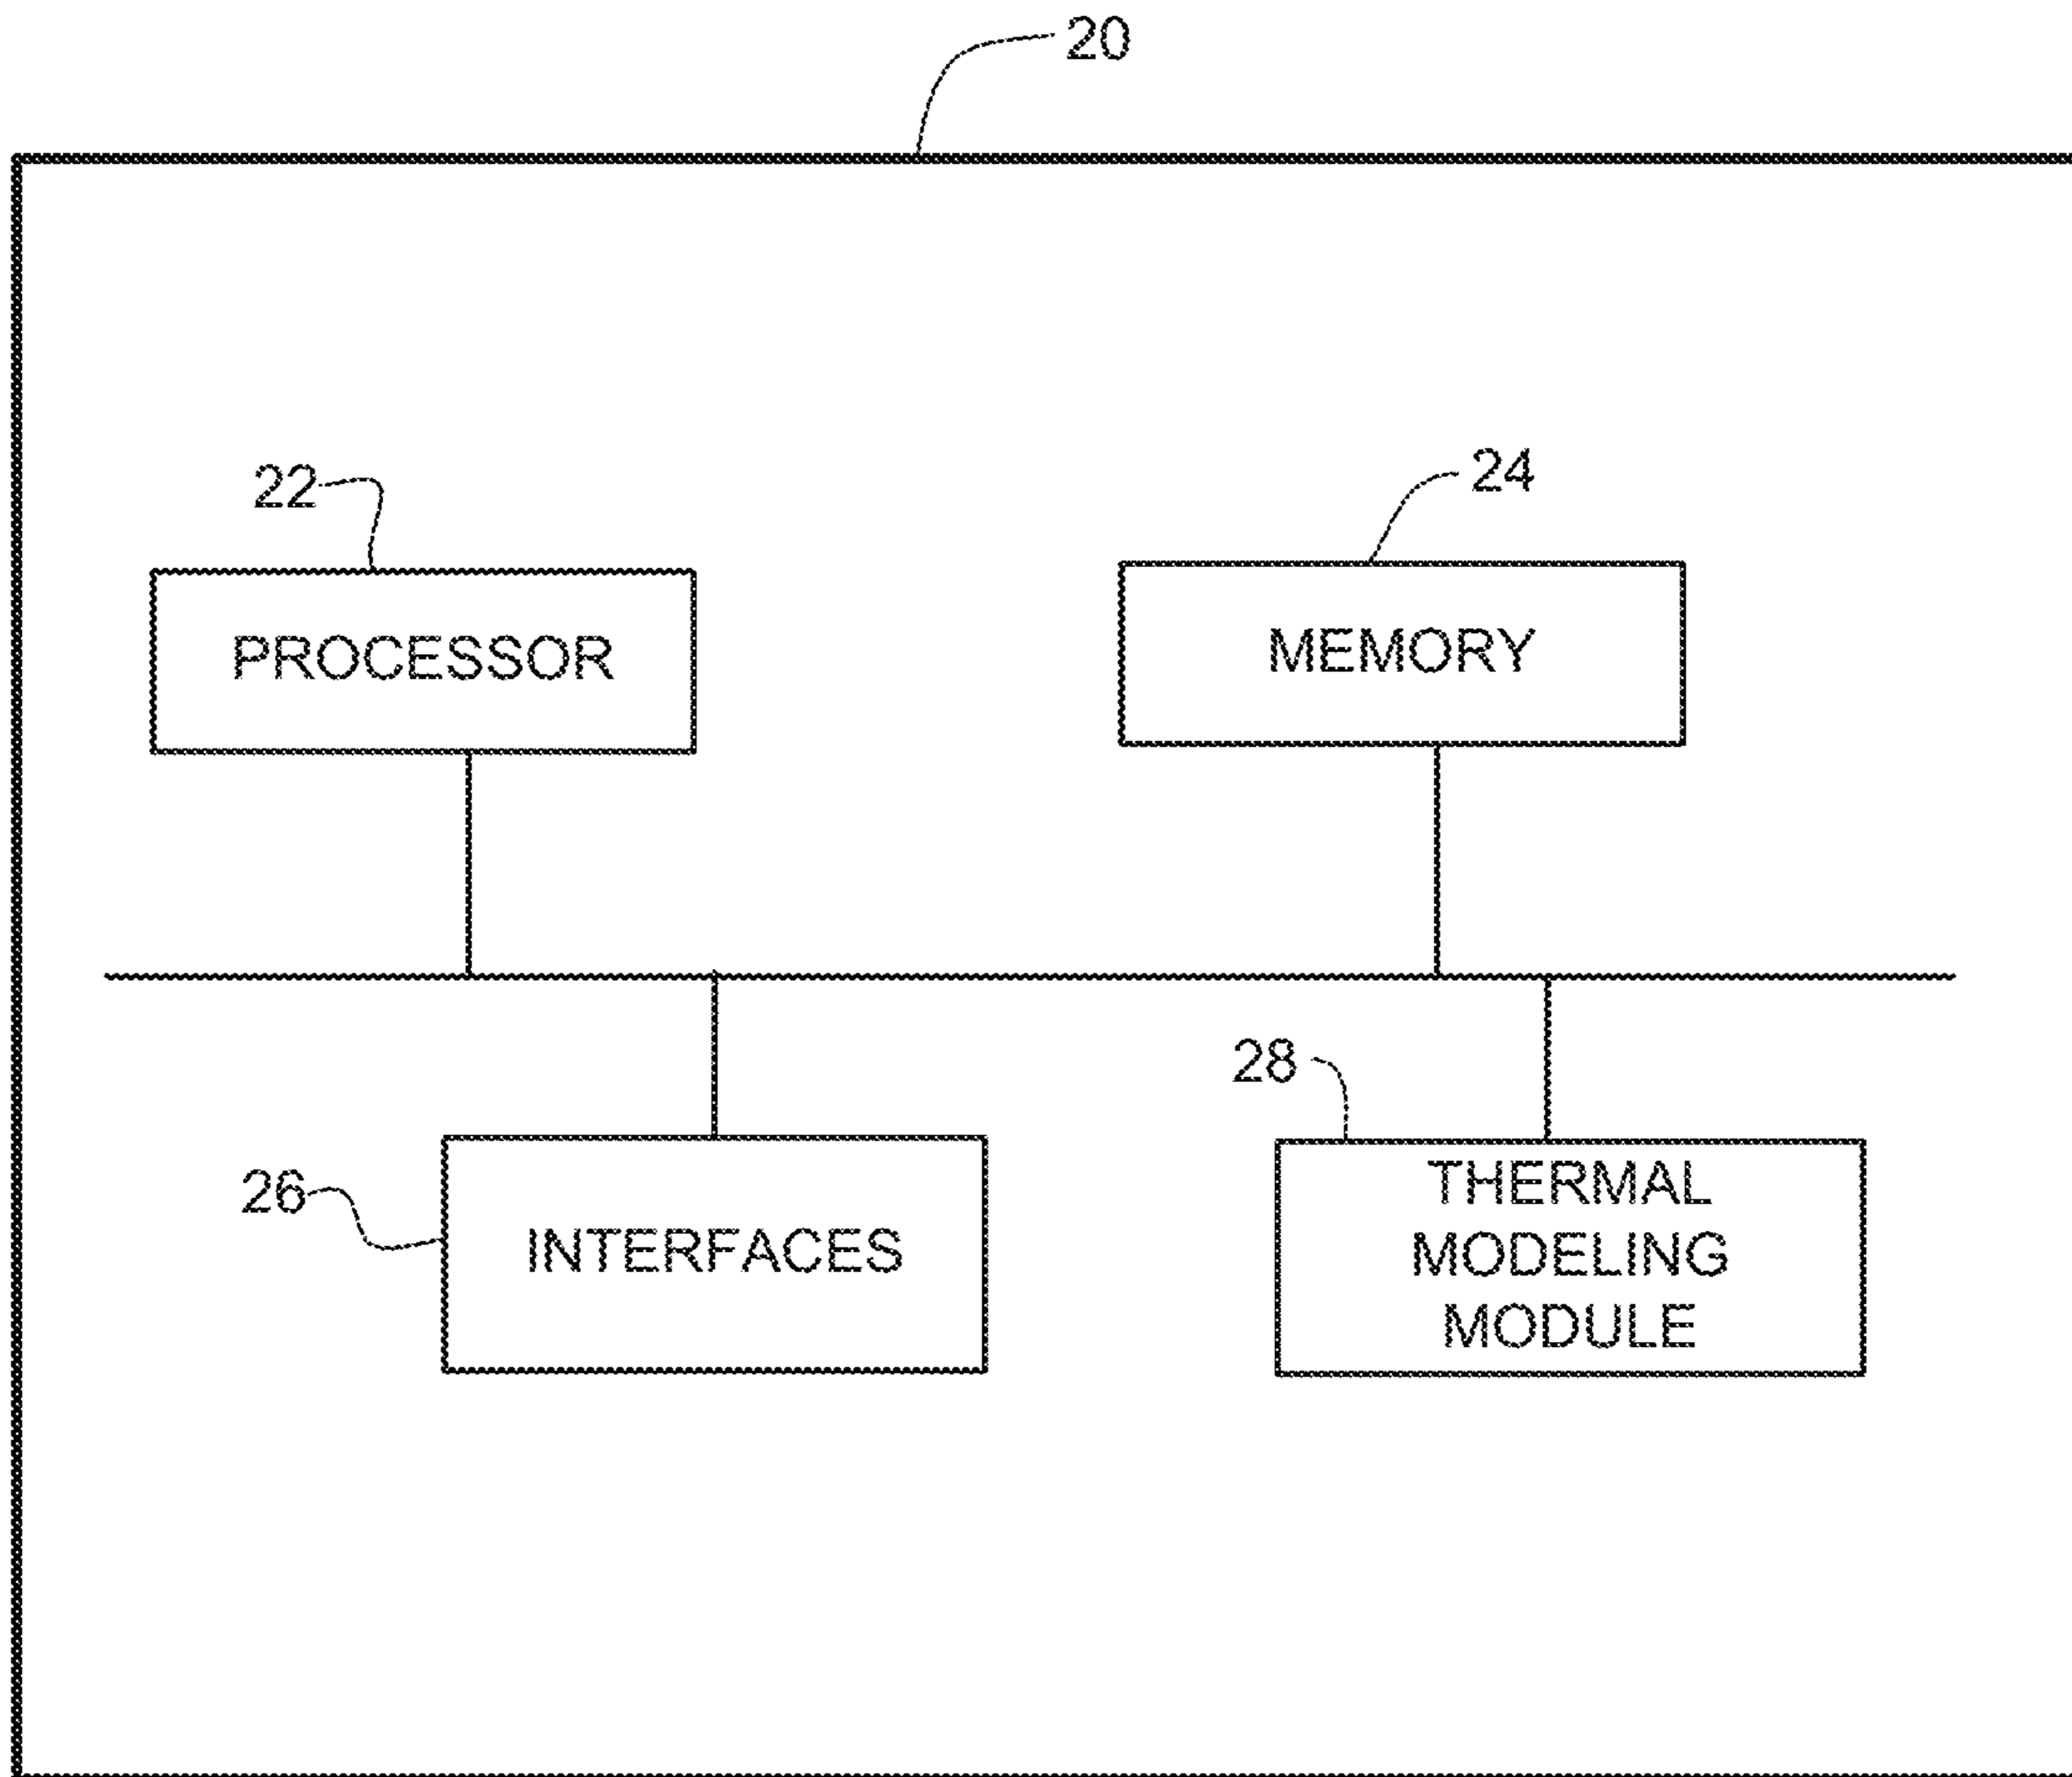 20
22
24
PROCESSOR
MEMORY
28
26
INTERFACES
THERMAL
MODELING
MODULE